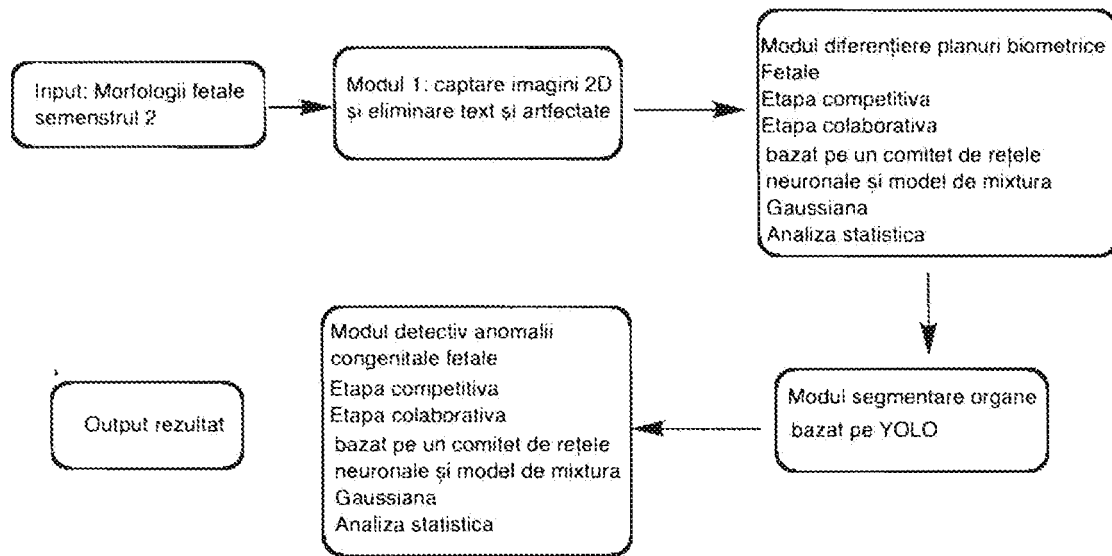 Input: Morfologii fetale
semenstrul 2
Modul 1: captare imagini 2D
și eliminare text și artfectate
Modul diferențiere planuri biometrice
Fetale
Etapa competitiva
Etapa colaborativa
bazat pe un comitet de rețele
neuronale și model de mixtura
Gaussiana
Analiza statistica
Modul segmentare organe
bazat pe YOLO
Modul detectiv anomalii
congenitale fetale
Etapa competitiva
Etapa colaborativa
bazat pe un comitet de rețele
neuronale și model de mixtura
Gaussiana
Analiza statistica
Output rezultat